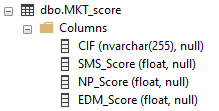 dbo.MKT_score
Columns
CIF (nvarchar(255), null)
SMS_Score (float, null)
NP_Score (float, null)
EDM_Score (float, null)